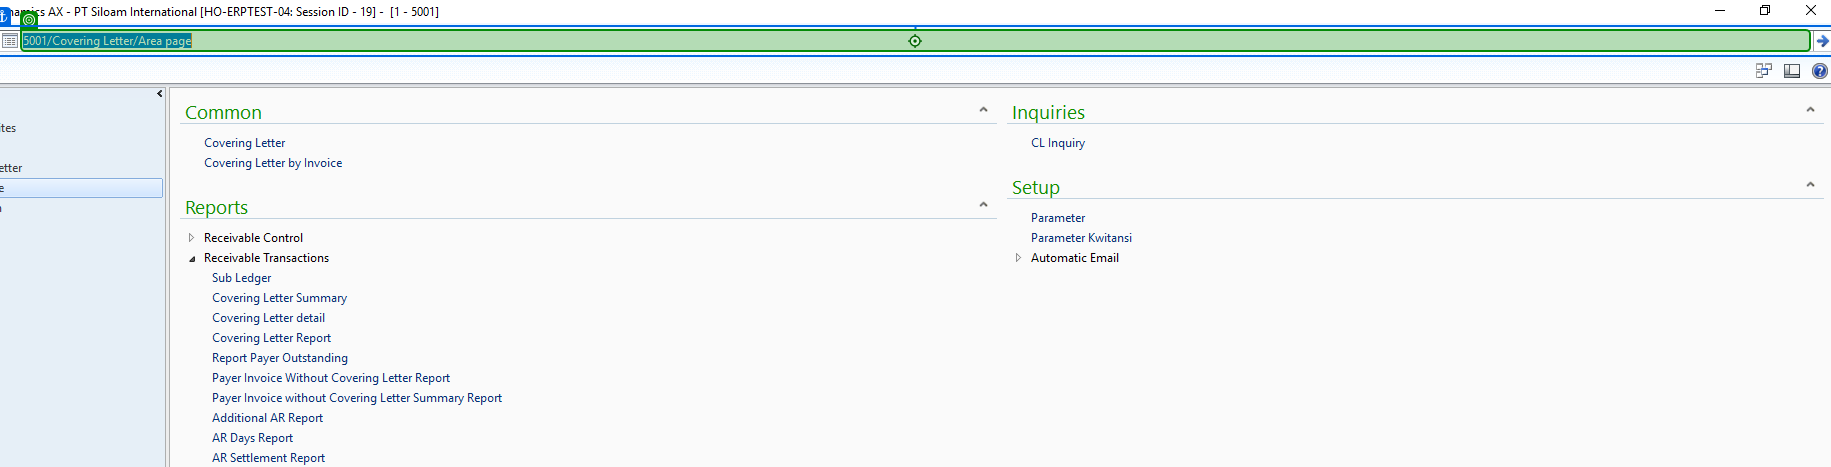 namics AX - PT Siloam International [HO-ERPTEST-04: Session ID - 19] - [1 - 5001]
5001/Covering Letter/Area page
ites
etter
e
Common
Covering Letter
Covering Letter by Invoice
Reports
Receivable Control
Receivable Transactions
Sub Ledger
Covering Letter Summary
Covering Letter detail
Covering Letter Report
Report Payer Outstanding
Payer Invoice Without Covering Letter Report
Payer Invoice without Covering Letter Summary Report
Additional AR Report
AR Days Report
AR Settlement Report
Inquiries
CL Inquiry
Setup
Parameter
Parameter Kwitansi
Automatic Email